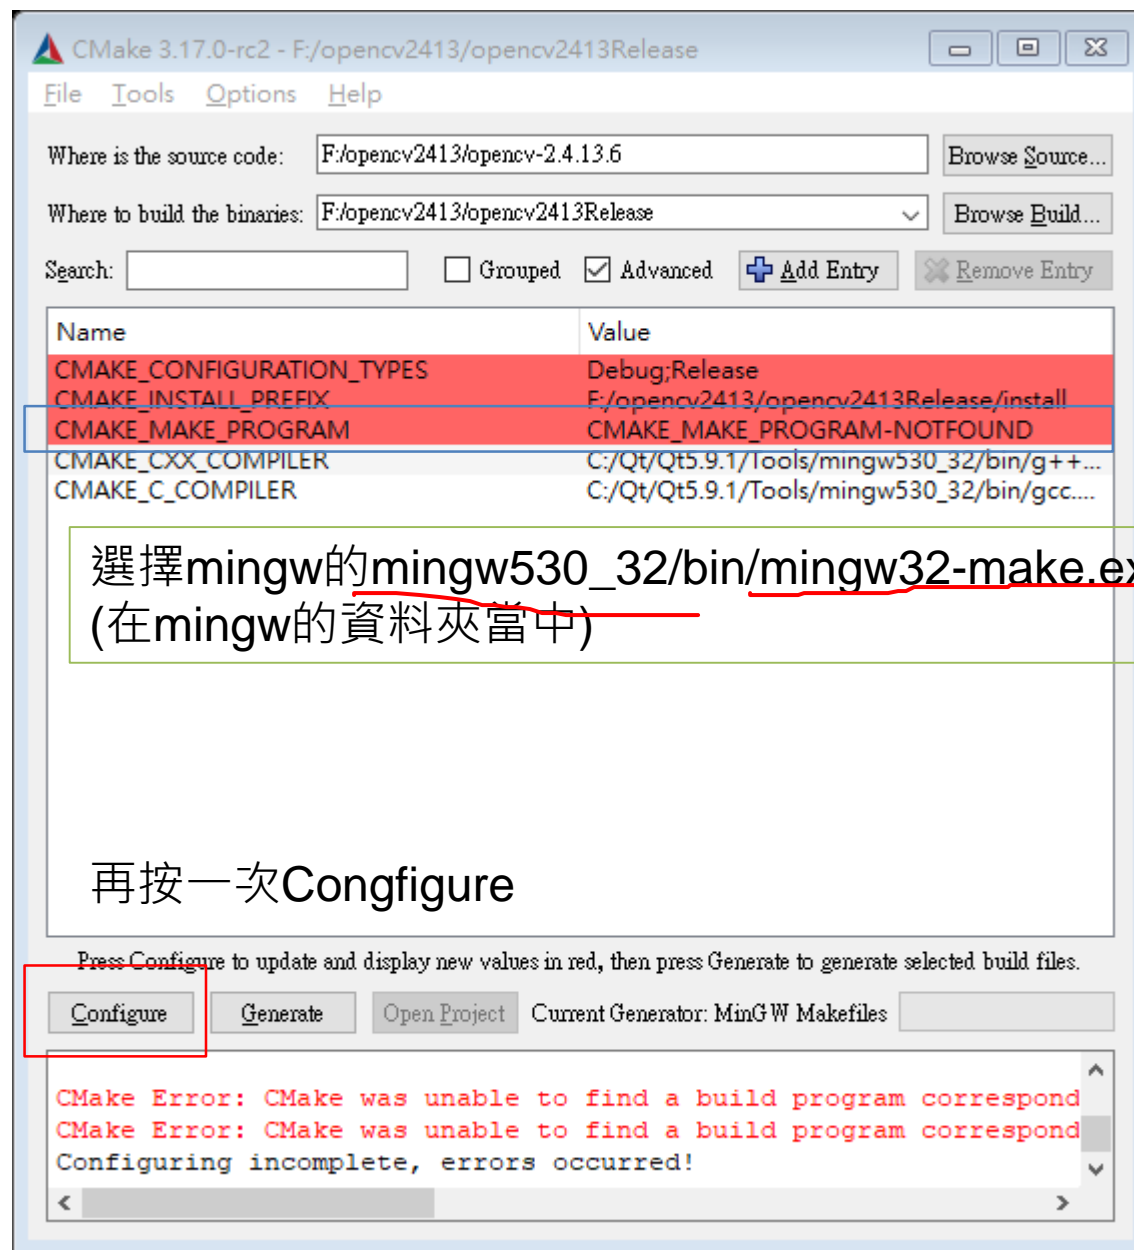 CMake 3.17.0-rc2 - F:/opencv2413/opencv2413Release
File Tools Options Help
Where is the source code: F:/opencv2413/opencv-2.4.13.6 Browse Source...
Where to build the binaries: F:/opencv2413/opencv2413Release Browse Build...
Search: Grouped Advanced Add Entry Remove Entry
Name Value
CMAKE_CONFIGURATION_TYPES Debug;Release
CMAKE_INSTALL_PREFIX F:/opencv2413/opencv2413Release/install
CMAKE_MAKE_PROGRAM CMAKE_MAKE_PROGRAM-NOTFOUND
CMAKE_CXX_COMPILER C:/Qt/Qt5.9.1/Tools/mingw530_32/bin/g++...
CMAKE_C_COMPILER C:/Qt/Qt5.9.1/Tools/mingw530_32/bin/gcc....
選擇mingw的mingw530_32/bin/mingw32-make.ex
(在mingw的資料夾當中)
再按一次Congfigure
Press Configure to update and display new values in red, then press Generate to generate selected build files.
Configure Generate Open Project Current Generator: MinGW Makefiles
CMake Error: CMake was unable to find a build program correspond
CMake Error: CMake was unable to find a build program correspond
Configuring incomplete, errors occurred!